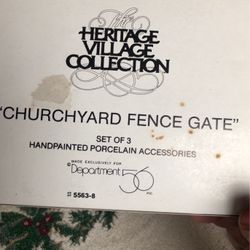 The
HERITAGE
VILLAGE
COLLECTION
"CHURCHYARD FENCE GATE"
SET OF 3
HANDPAINTED PORCELAIN ACCESSORIES
MADE EXCLUSIVELY FOR
© Department 56 INC.
# 5563-8